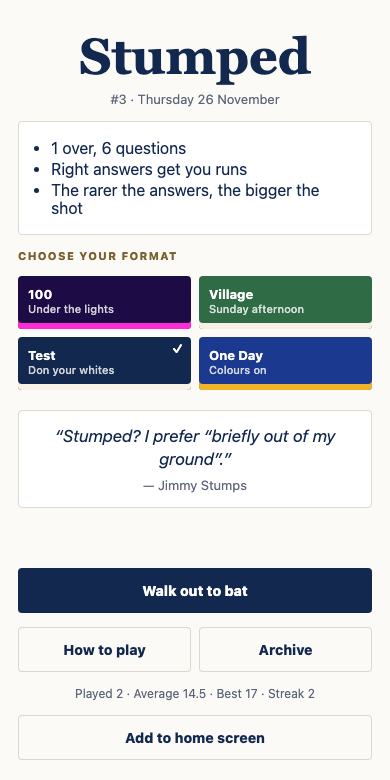 Stumped
#3 · Thursday 26 November
• 1 over, 6 questions
• Right answers get you runs
• The rarer the answers, the bigger the
shot
CHOOSE YOUR FORMAT
100
Under the lights
Village
Sunday afternoon
Test
Don your whites
One Day
Colours on
“Stumped? I prefer “briefly out of my
ground”.”
— Jimmy Stumps
Walk out to bat
How to play
Archive
Played 2 · Average 14.5 · Best 17 · Streak 2
Add to home screen